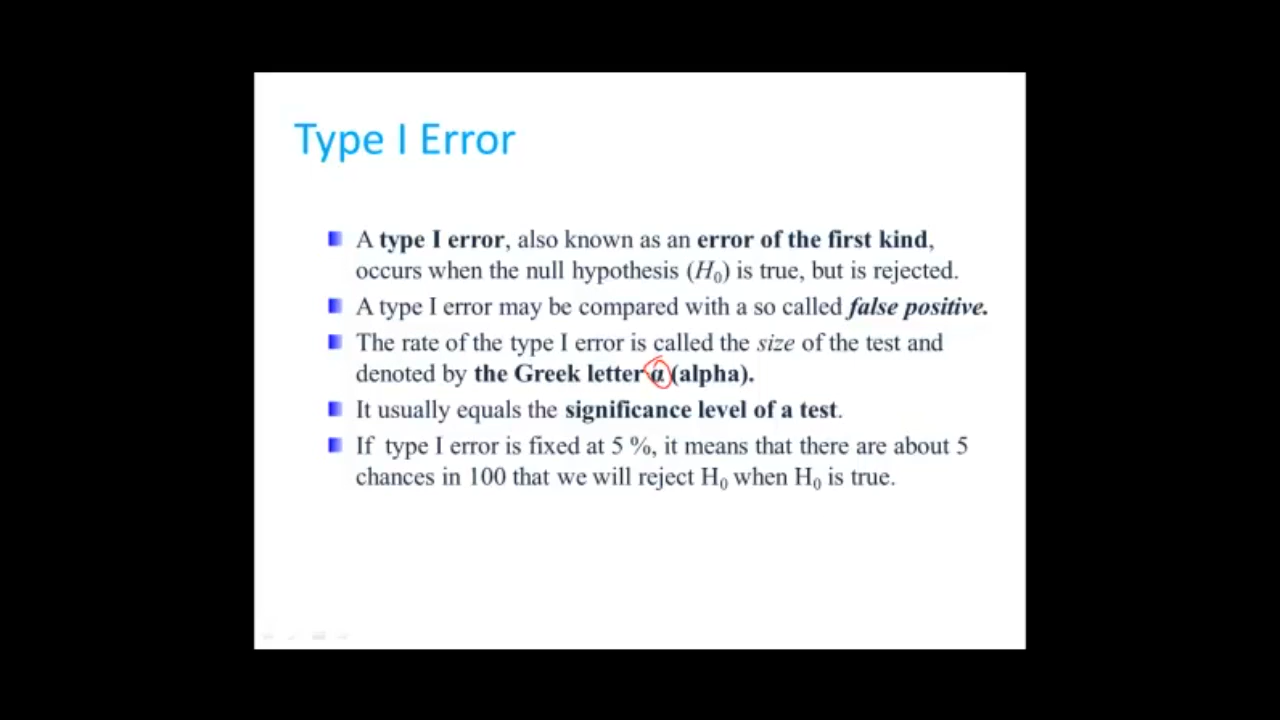 Type I Error
A type I error, also known as an error of the first kind,
occurs when the null hypothesis (H₀) is true, but is rejected.
A type I error may be compared with a so called false positive.
The rate of the type I error is called the size of the test and
denoted by the Greek letter α (alpha).
It usually equals the significance level of a test.
If type I error is fixed at 5 %, it means that there are about 5
chances in 100 that we will reject H₀ when H₀ is true.